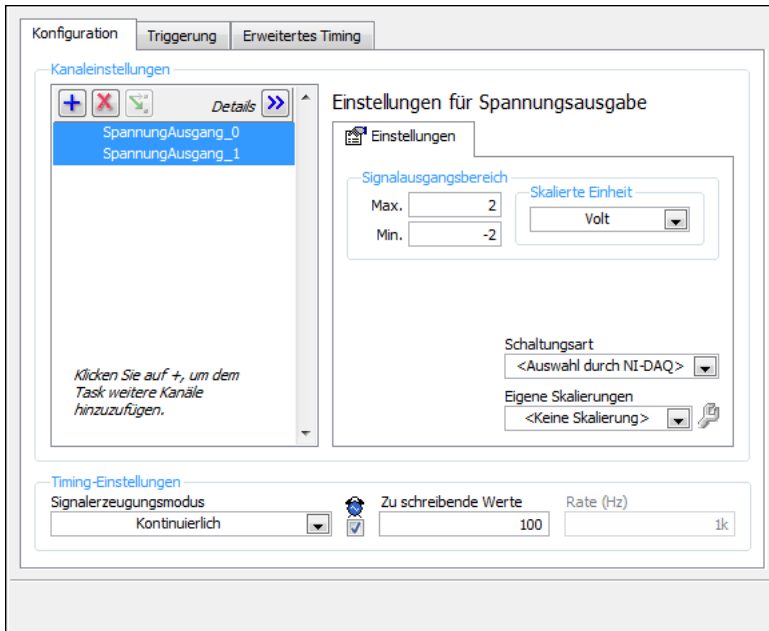 Konfiguration
Triggerung
Erweitertes Timing
Kanaleinstellungen
Details
SpannungAusgang_0
SpannungAusgang_1
Klicken Sie auf +, um dem
Task weitere Kanäle
hinzuzufügen.
Einstellungen für Spannungsausgabe
Einstellungen
Signalausgangsbereich
Max.
2
Min.
-2
Skalierte Einheit
Volt
Schaltungsart
<Auswahl durch NI-DAQ>
Eigene Skalierungen
<Keine Skalierung>
Timing-Einstellungen
Signalerzeugungsmodus
Kontinuierlich
Zu schreibende Werte
100
Rate (Hz)
1k